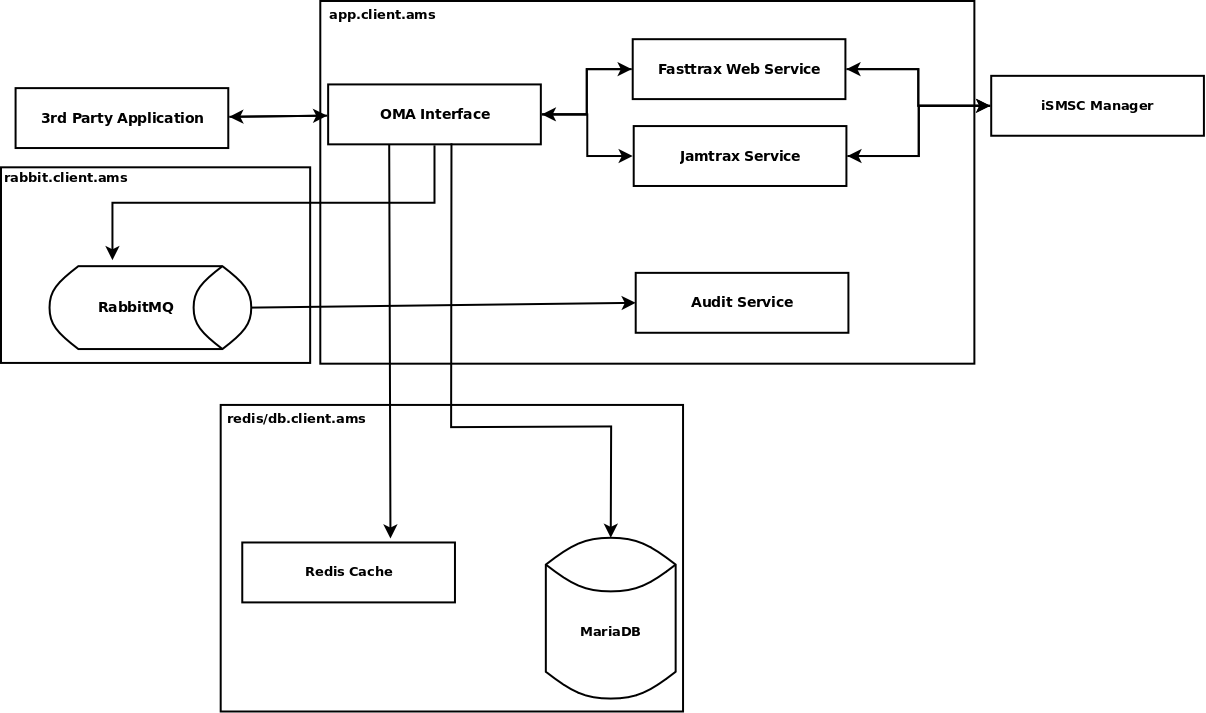 app.client.ams
Fasttrax Web Service
3rd Party Application
OMA Interface
iSMSC Manager
Jamtrax Service
rabbit.client.ams
RabbitMQ
Audit Service
redis/db.client.ams
Redis Cache
MariaDB